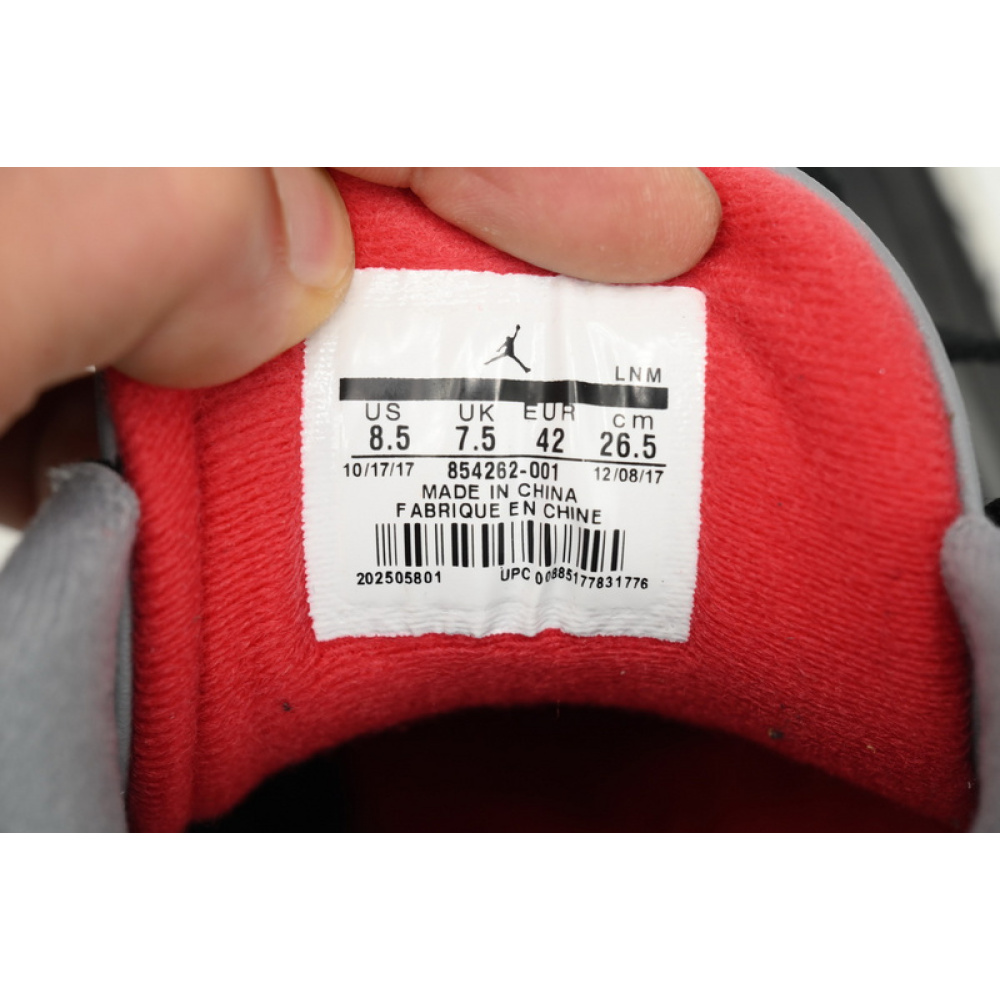 LNM
US UK EUR cm
8.5 7.5 42 26.5
10/17/17 854262-001 12/08/17
MADE IN CHINA
FABRIQUE EN CHINE
202505801 UPC 00885177831776